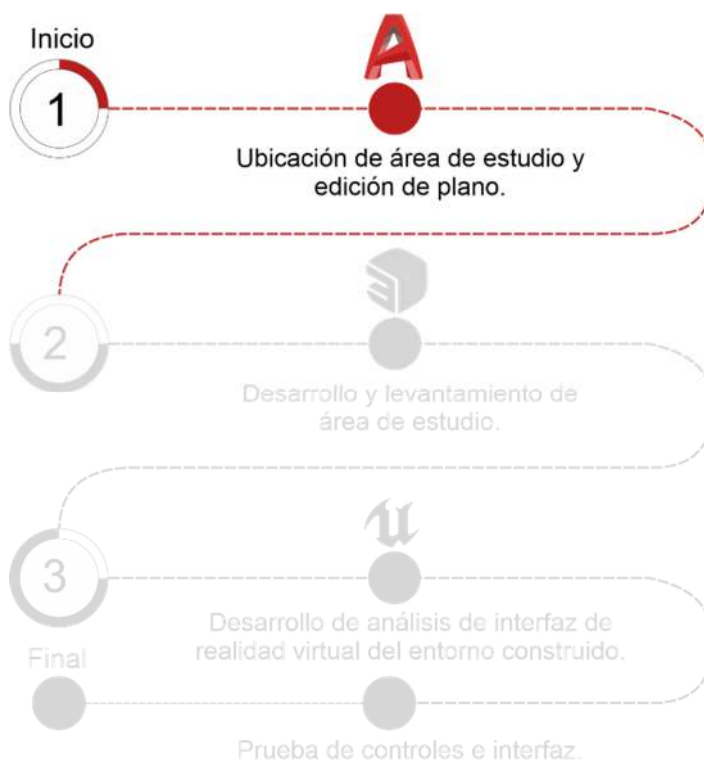 Inicio
1
Ubicación de área de estudio y
edición de plano.
2
Desarrollo y levantamiento de
área de estudio.
3
Desarrollo de análisis de interfaz de
realidad virtual del entorno construido.
Final
Prueba de controles e interfaz.